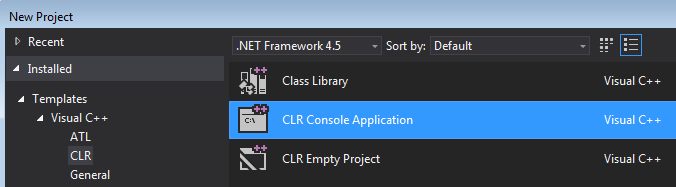 New Project
Recent
.NET Framework 4.5 Sort by: Default
Installed
Templates
Visual C++
ATL
CLR
General
Class Library Visual C++
C:\ CLR Console Application Visual C++
CLR Empty Project Visual C++